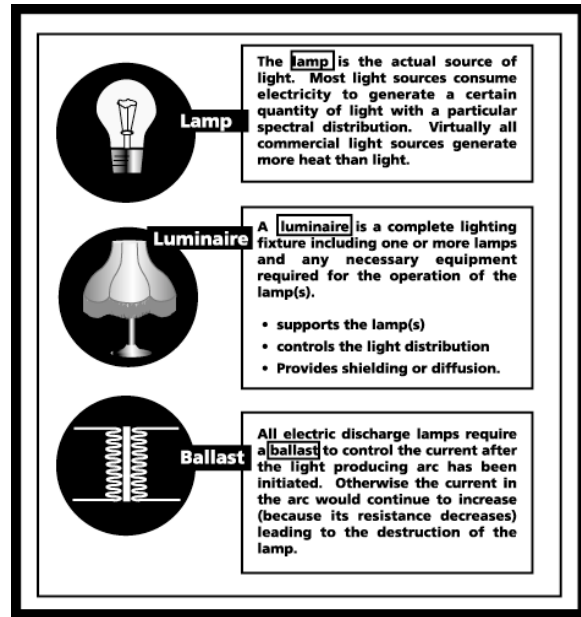 Lamp
The lamp is the actual source of
light. Most light sources consume
electricity to generate a certain
quantity of light with a particular
spectral distribution. Virtually all
commercial light sources generate
more heat than light.
Luminaire
A luminaire is a complete lighting
fixture including one or more lamps
and any necessary equipment
required for the operation of the
lamp(s).
• supports the lamp(s)
• controls the light distribution
• Provides shielding or diffusion.
Ballast
All electric discharge lamps require
a ballast to control the current after
the light producing arc has been
initiated. Otherwise the current in
the arc would continue to increase
(because its resistance decreases)
leading to the destruction of the
lamp.